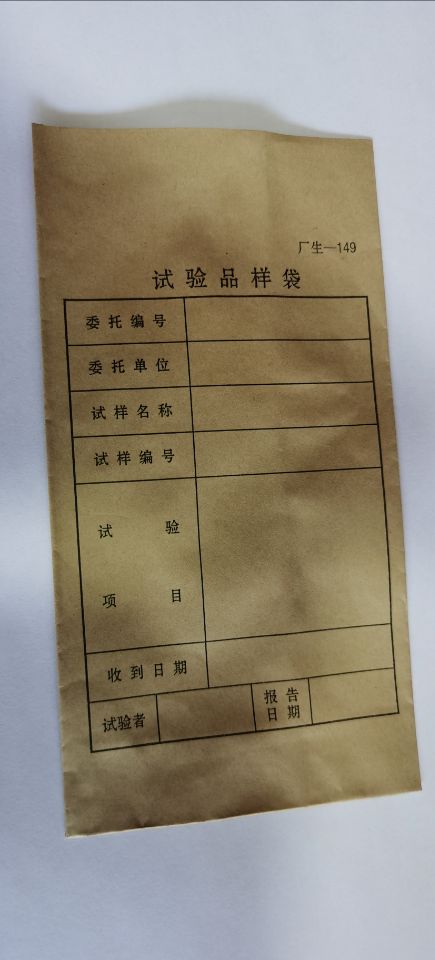 厂生—149
试验品样袋
委托编号
委托单位
试样名称
试样编号
试验
项目
收到日期
试验者
报告
日期